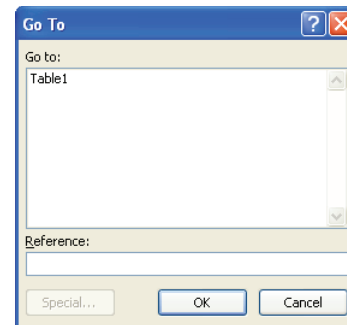 Go To
Go to:
Table1
Reference:
Special...
OK
Cancel